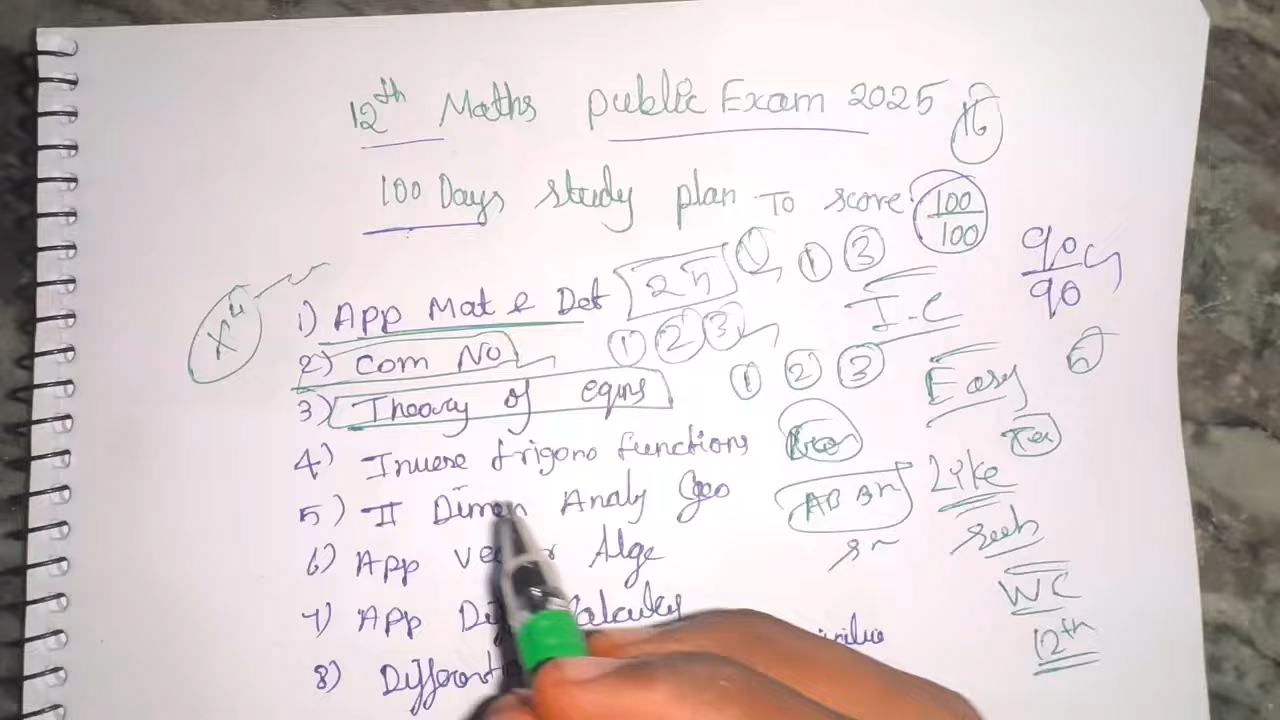 12th Maths Public Exam 2025
16
100 Days study plan To score 100/100
90/90
x4
1) App Mat & Det 25 1 1 3
I.C
2) Com No 1 2 3
3) Theory of eqns 1 2 3
Easy
5
4) Inverse trigono functions
5) II Dimen Analy Geo
Like
6) App Alge
WC
7) App Calculus
12th
8)